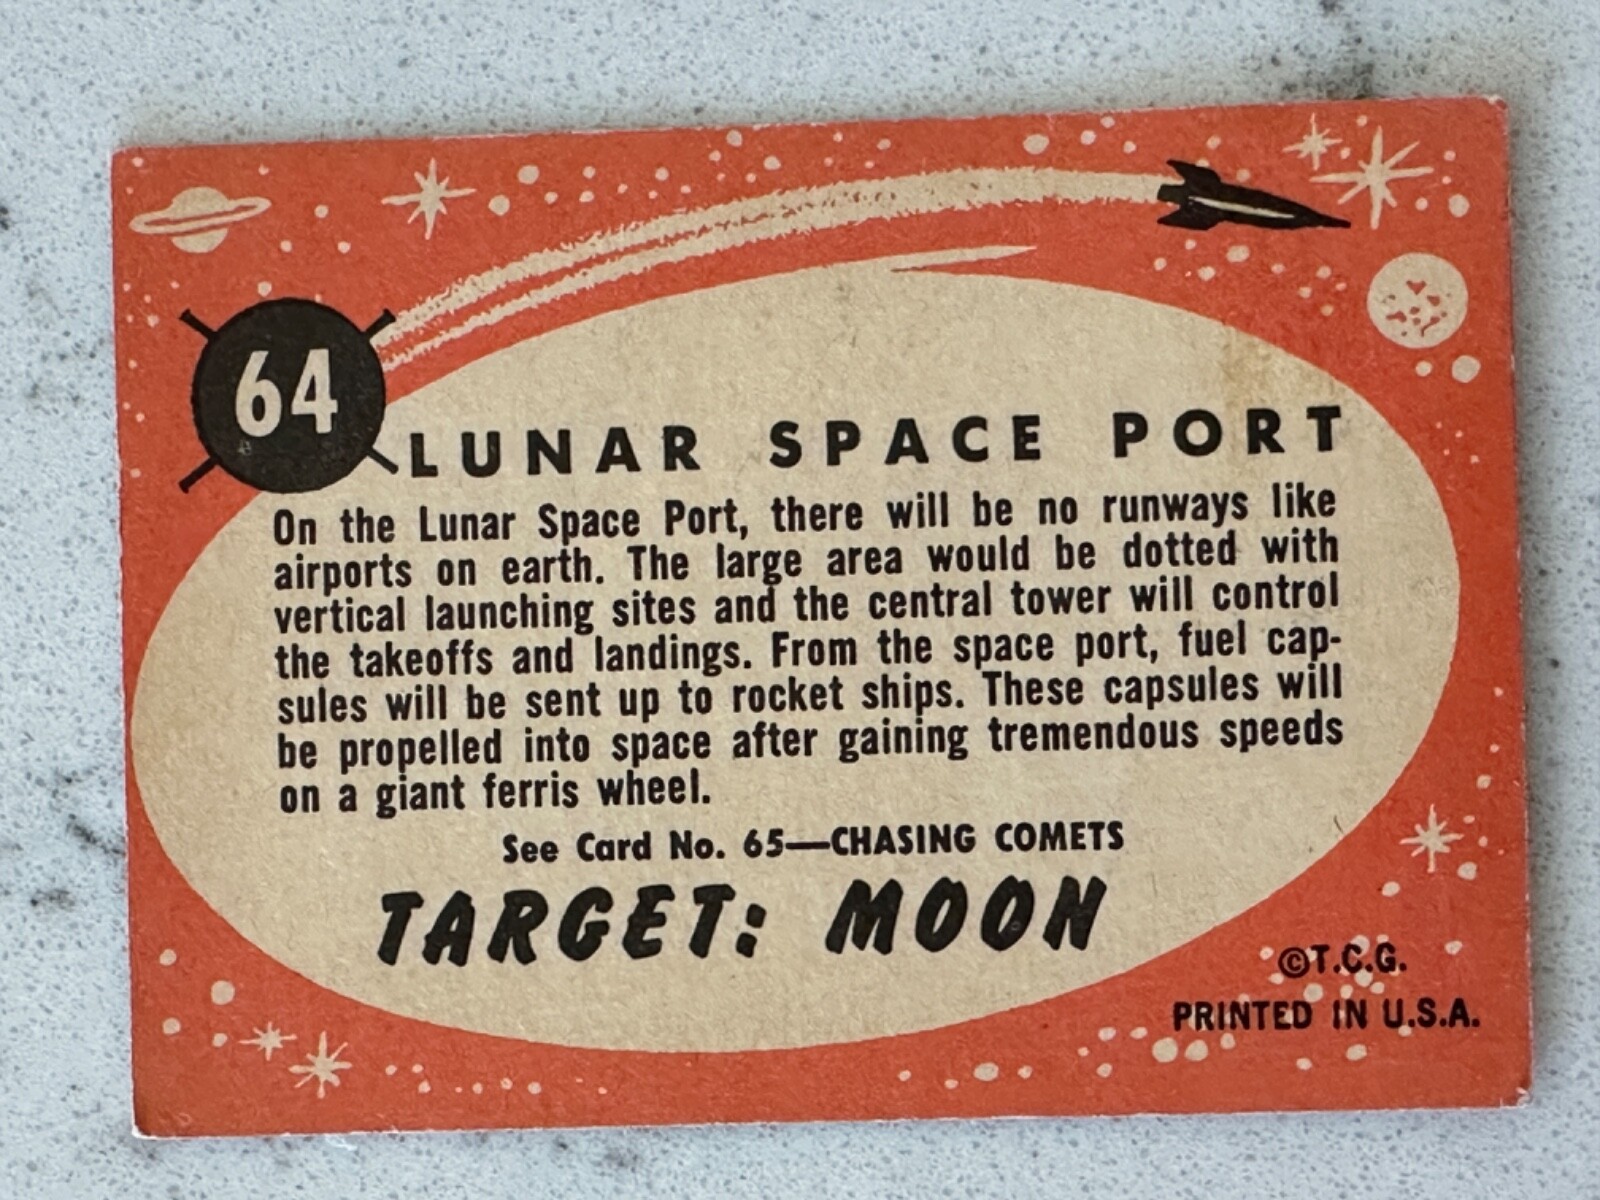 64
LUNAR SPACE PORT
On the Lunar Space Port, there will be no runways like
airports on earth. The large area would be dotted with
vertical launching sites and the central tower will control
the takeoffs and landings. From the space port, fuel cap-
sules will be sent up to rocket ships. These capsules will
be propelled into space after gaining tremendous speeds
on a giant ferris wheel.
See Card No. 65—CHASING COMETS
TARGET: MOON
©T.C.G.
PRINTED IN U.S.A.